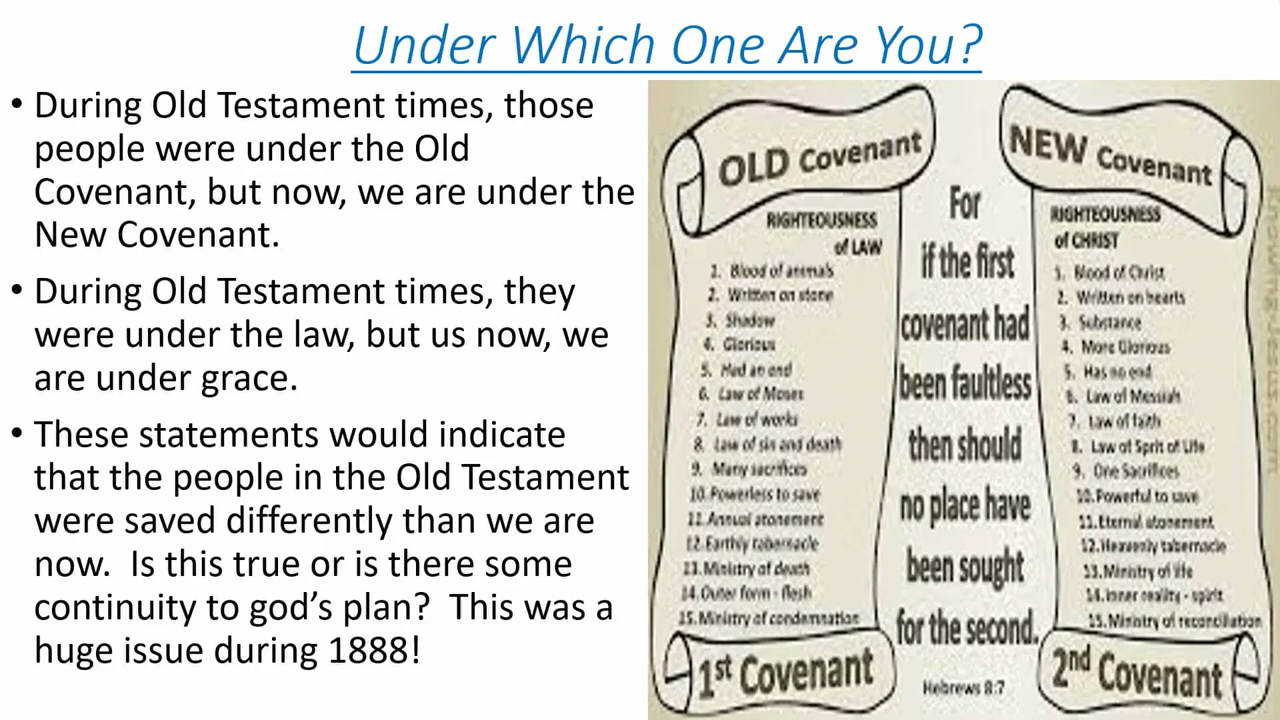 Under Which One Are You?
• During Old Testament times, those
people were under the Old
Covenant, but now, we are under the
New Covenant.
• During Old Testament times, they
were under the law, but us now, we
are under grace.
• These statements would indicate
that the people in the Old Testament
were saved differently than we are
now. Is this true or is there some
continuity to god's plan? This was a
huge issue during 1888!
OLD Covenant
RIGHTEOUSNESS
of LAW
1. Blood of animals
2. Written on stone
3. Shadow
4. Glorious
5. Had an end
6. Law of Moses
7. Law of works
8. Law of sin and death
9. Many sacrifices
10. Powerless to save
11. Annual atonement
12. Earthly tabernacle
13. Ministry of death
14. Outer form - flesh
15. Ministry of condemnation
1st Covenant
For
if the first
covenant had
been faultless
then should
no place have
been sought
for the second.
Hebrews 8:7
NEW Covenant
RIGHTEOUSNESS
of CHRIST
1. Blood of Christ
2. Written on hearts
3. Substance
4. More Glorious
5. Has no end
6. Law of Messiah
7. Law of faith
8. Law of Sprit of Life
9. One Sacrifices
10. Powerful to save
11. Eternal atonement
12. Heavenly tabernacle
13. Ministry of life
14. Inner reality - spirit
15. Ministry of reconciliation
2nd Covenant